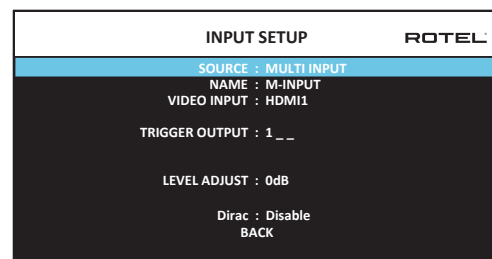 INPUT SETUP ROTEL
SOURCE : MULTI INPUT
NAME : M-INPUT
VIDEO INPUT : HDMI1
TRIGGER OUTPUT : 1 _ _
LEVEL ADJUST : 0dB
Dirac : Disable
BACK